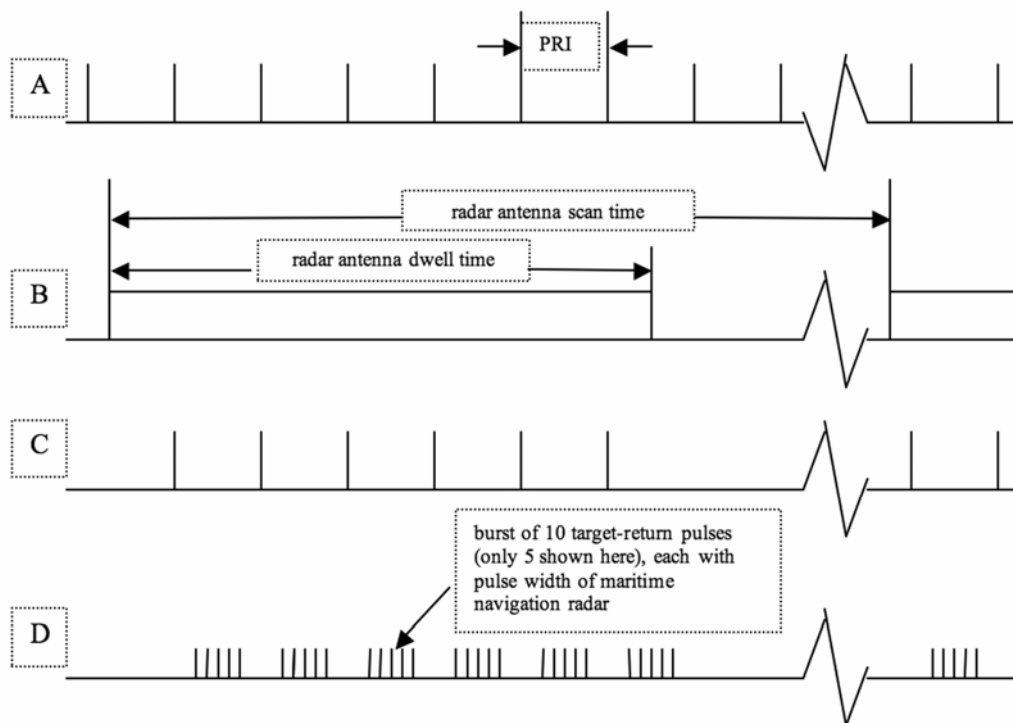 PRI
A
radar antenna scan time
radar antenna dwell time
B
C
burst of 10 target-return pulses
(only 5 shown here), each with
pulse width of maritime
navigation radar
D